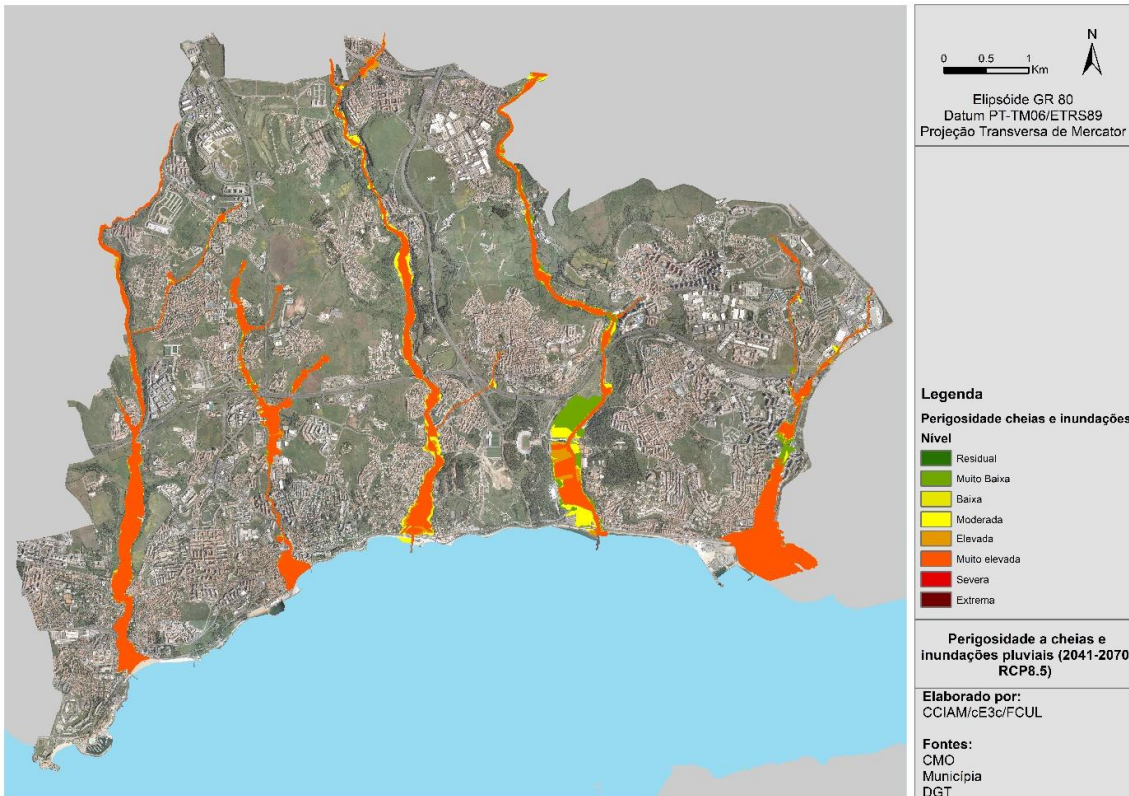 N
0 0.5 1
Km
Elipsóide GR 80
Datum PT-TM06/ETRS89
Projeção Transversa de Mercator
Legenda
Perigosidade cheias e inundações
Nível
Residual
Muito Baixa
Baixa
Moderada
Elevada
Muito elevada
Severa
Extrema
Perigosidade a cheias e
inundações pluviais (2041-2070
RCP8.5)
Elaborado por:
CCIAM/cE3c/FCUL
Fontes:
CMO
Municípia
DGT